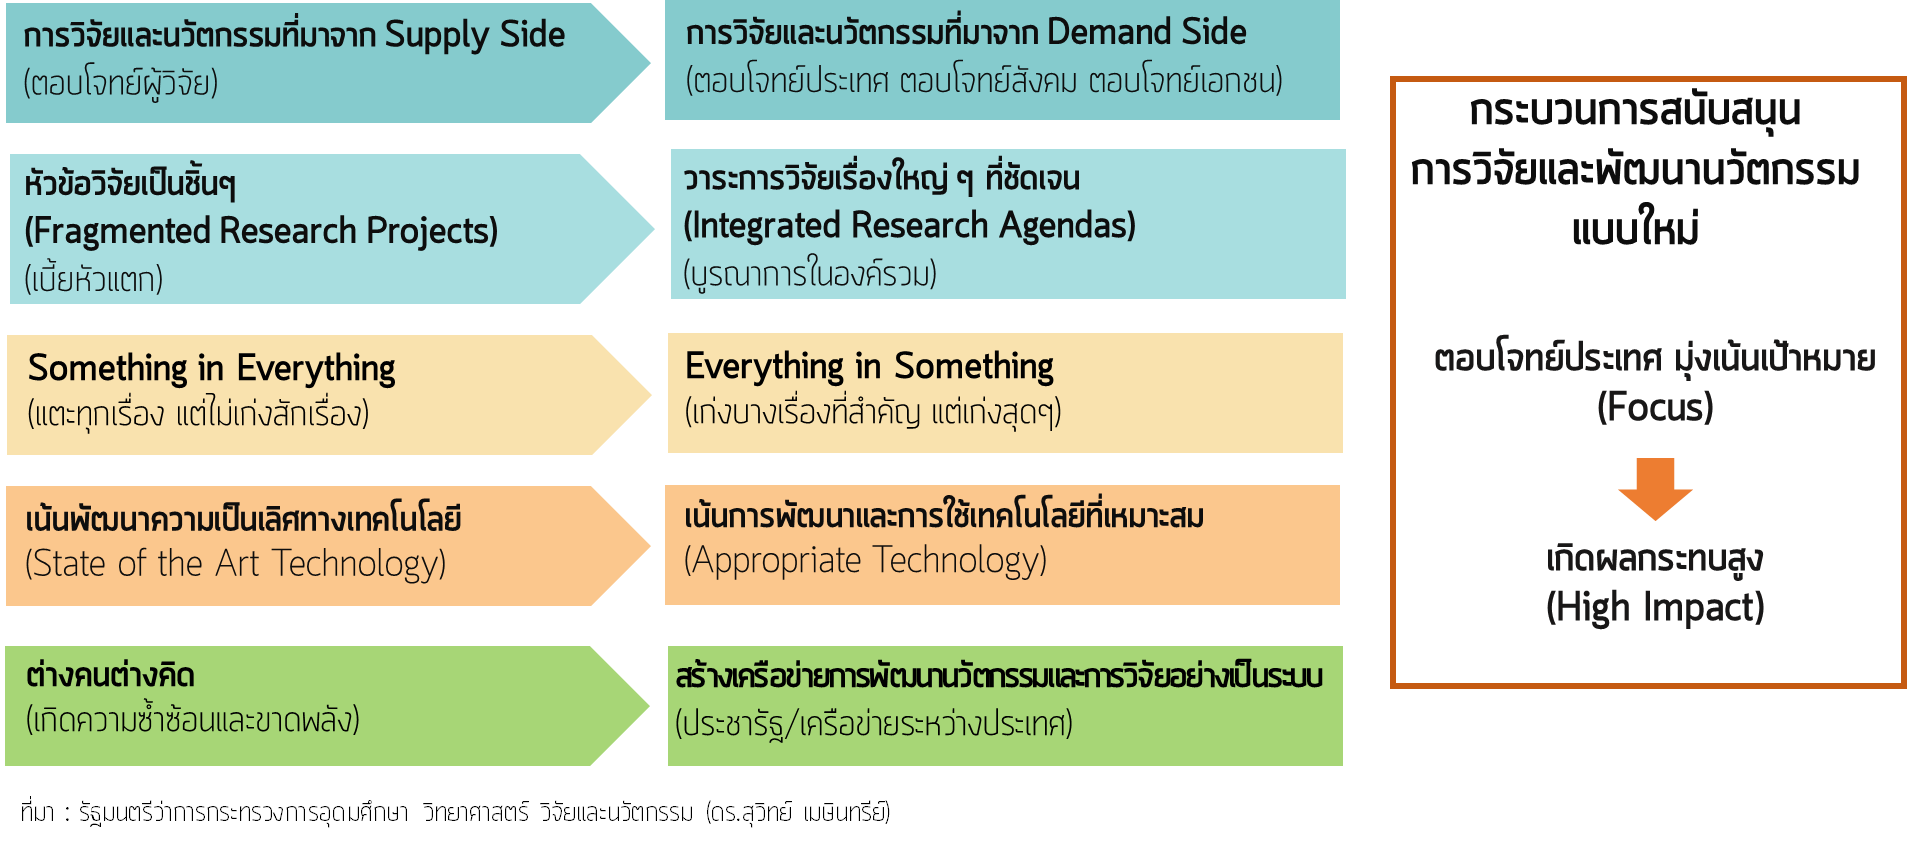 การวิจัยและนวัตกรรมที่มาจาก Supply Side
(ตอบโจทย์ผู้วิจัย)
การวิจัยและนวัตกรรมที่มาจาก Demand Side
(ตอบโจทย์ประเทศ ตอบโจทย์สังคม ตอบโจทย์เอกชน)
หัวข้อวิจัยเป็นชิ้นๆ
(Fragmented Research Projects)
(เบี้ยหัวแตก)
วาระการวิจัยเรื่องใหญ่ ๆ ที่ชัดเจน
(Integrated Research Agendas)
(บูรณาการในองค์รวม)
Something in Everything
(แตะทุกเรื่อง แต่ไม่เก่งสักเรื่อง)
Everything in Something
(เก่งบางเรื่องที่สำคัญ แต่เก่งสุดๆ)
เน้นพัฒนาความเป็นเลิศทางเทคโนโลยี
(State of the Art Technology)
เน้นการพัฒนาและการใช้เทคโนโลยีที่เหมาะสม
(Appropriate Technology)
ต่างคนต่างคิด
(เกิดความซ้ำซ้อนและขาดพลัง)
สร้างเครือข่ายการพัฒนานวัตกรรมและการวิจัยอย่างเป็นระบบ
(ประชารัฐ/เครือข่ายระหว่างประเทศ)
กระบวนการสนับสนุน
การวิจัยและพัฒนานวัตกรรม
แบบใหม่
ตอบโจทย์ประเทศ มุ่งเน้นเป้าหมาย
(Focus)
เกิดผลกระทบสูง
(High Impact)
ที่มา : รัฐมนตรีว่าการกระทรวงการอุดมศึกษา วิทยาศาสตร์ วิจัยและนวัตกรรม (ดร.สุวิทย์ เมษินทรีย์)